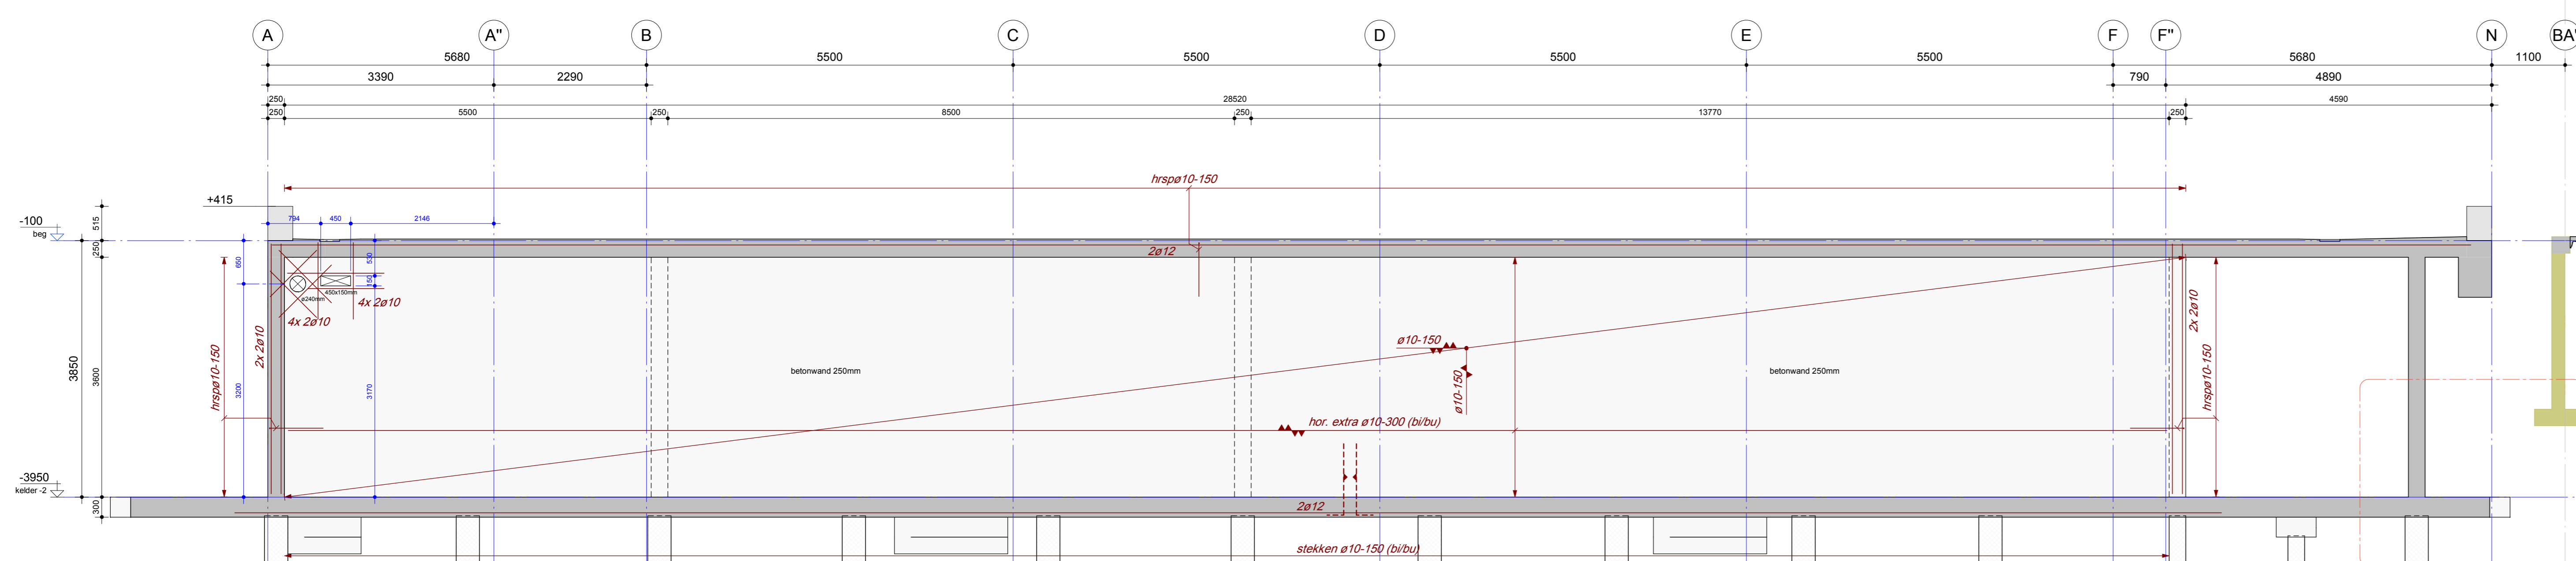 A A" B C D E F F" N BA'
5680 5500 5500 5500 5500 5680 1100
3390 2290 790 4890
250 28520 4590
250 5500 250 8500 250 13770 250
hrspø10-150
+415
-100
beg
515
250
3850
3600
300
-3950
kelder -2
794 450 2146
650
530
150
3200
3170
ø240mm
450x150mm
4x 2ø10
4x 2ø10
2x 2ø10
hrspø10-150
2ø12
betonwand 250mm
ø10-150
ø10-150
betonwand 250mm
hor. extra ø10-300 (bi/bu)
2x 2ø10
hrspø10-150
2ø12
stekken ø10-150 (bi/bu)